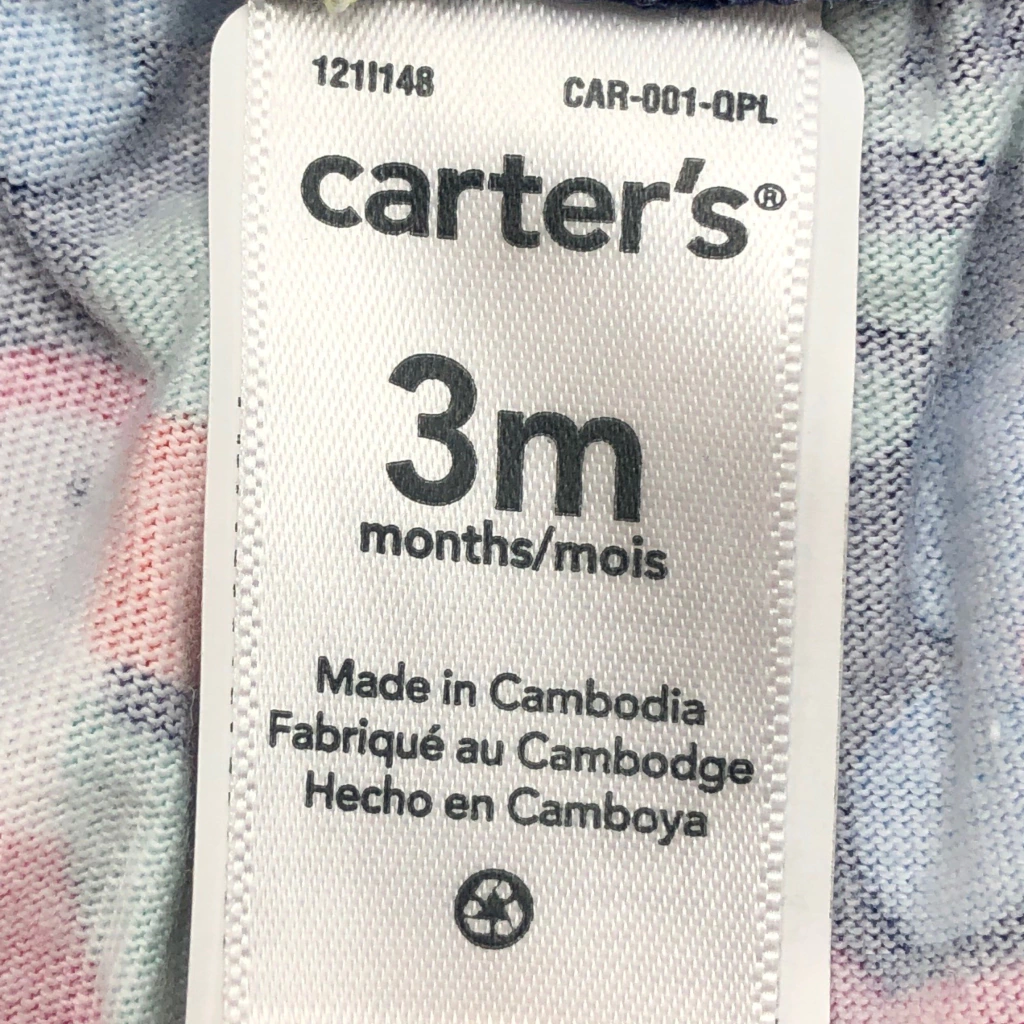 121I148 CAR-001-QPL
carter's®
3m
months/mois
Made in Cambodia
Fabriqué au Cambodge
Hecho en Camboya